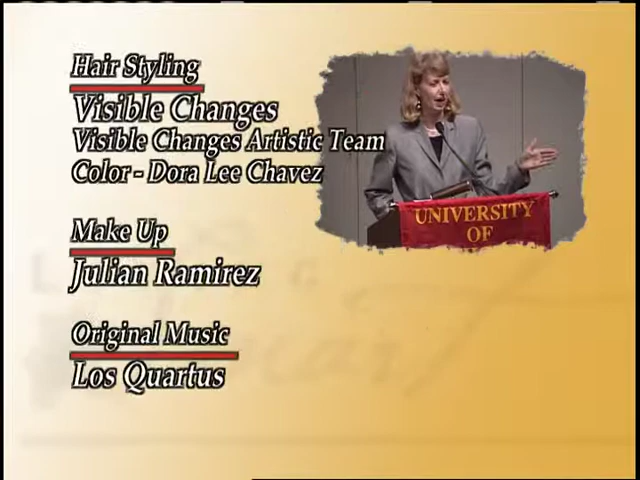 Hair Styling
Visible Changes
Visible Changes Artistic Team
Color - Dora Lee Chavez
Make Up
Julian Ramirez
Original Music
Los Quartus
UNIVERSITY
OF